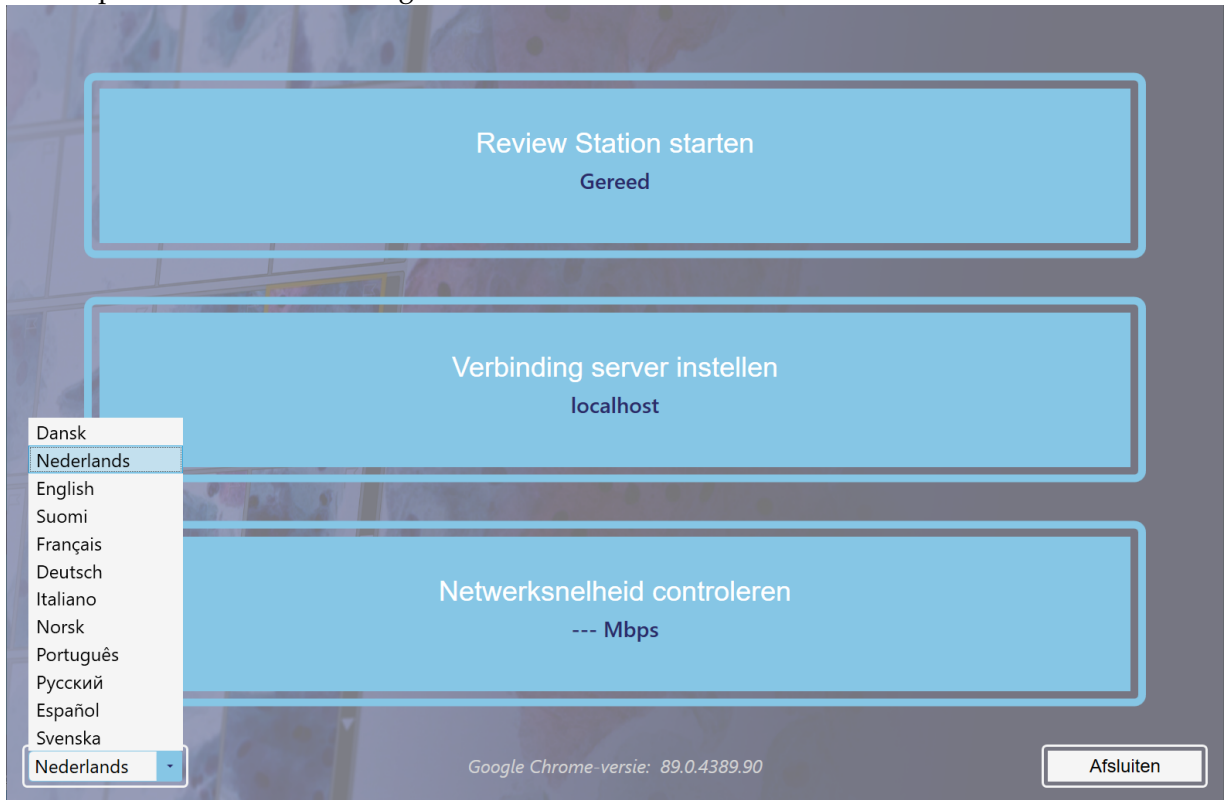 Review Station starten
Gereed
Verbinding server instellen
localhost
Netwerksnelheid controleren
--- Mbps
Dansk
Nederlands
English
Suomi
Français
Deutsch
Italiano
Norsk
Português
Русский
Español
Svenska
Nederlands
Google Chrome-versie: 89.0.4389.90
Afsluiten